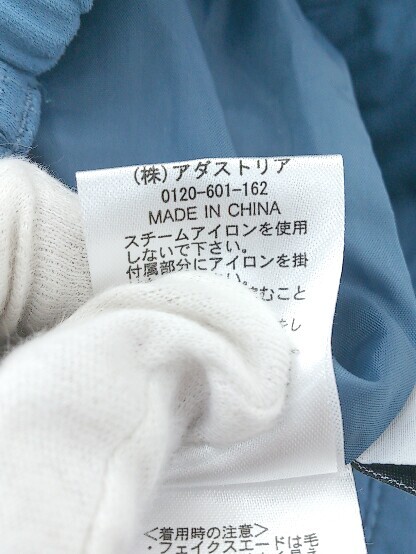 (株)アダストリア
0120-601-162
MADE IN CHINA
スチームアイロンを使用
しないで下さい。
付属部分にアイロンを掛
むこと
<着用時の注意>
・フェイクスエードは毛